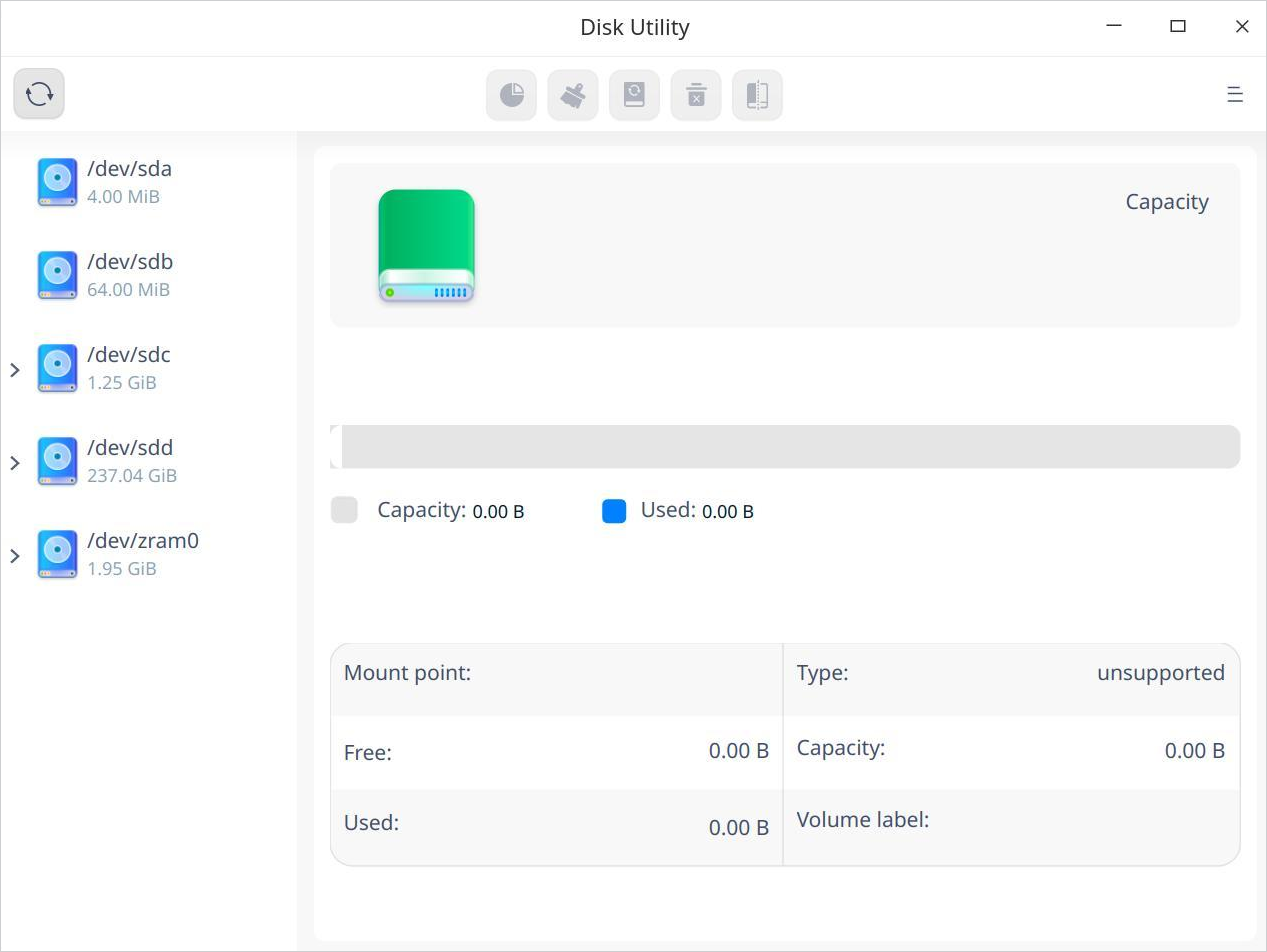 Disk Utility
/dev/sda
4.00 MiB
/dev/sdb
64.00 MiB
/dev/sdc
1.25 GiB
/dev/sdd
237.04 GiB
/dev/zram0
1.95 GiB
Capacity
Capacity: 0.00 B Used: 0.00 B
Mount point: Type: unsupported
Free: 0.00 B Capacity: 0.00 B
Used: 0.00 B Volume label: